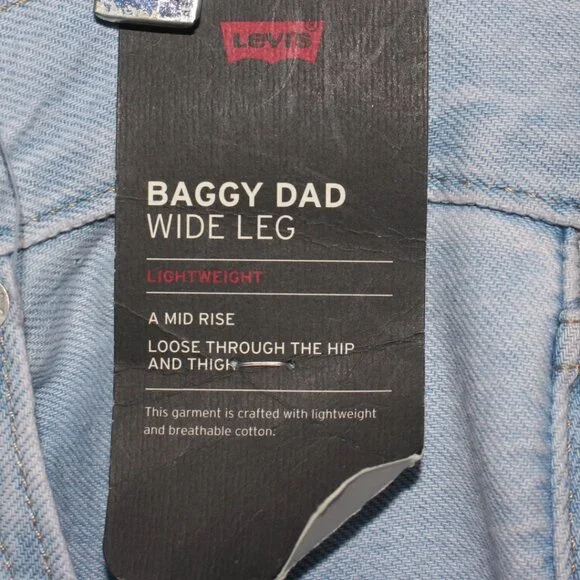 Levi's
BAGGY DAD
WIDE LEG
LIGHTWEIGHT
A MID RISE
LOOSE THROUGH THE HIP
AND THIGH
This garment is crafted with lightweight
and breathable cotton.